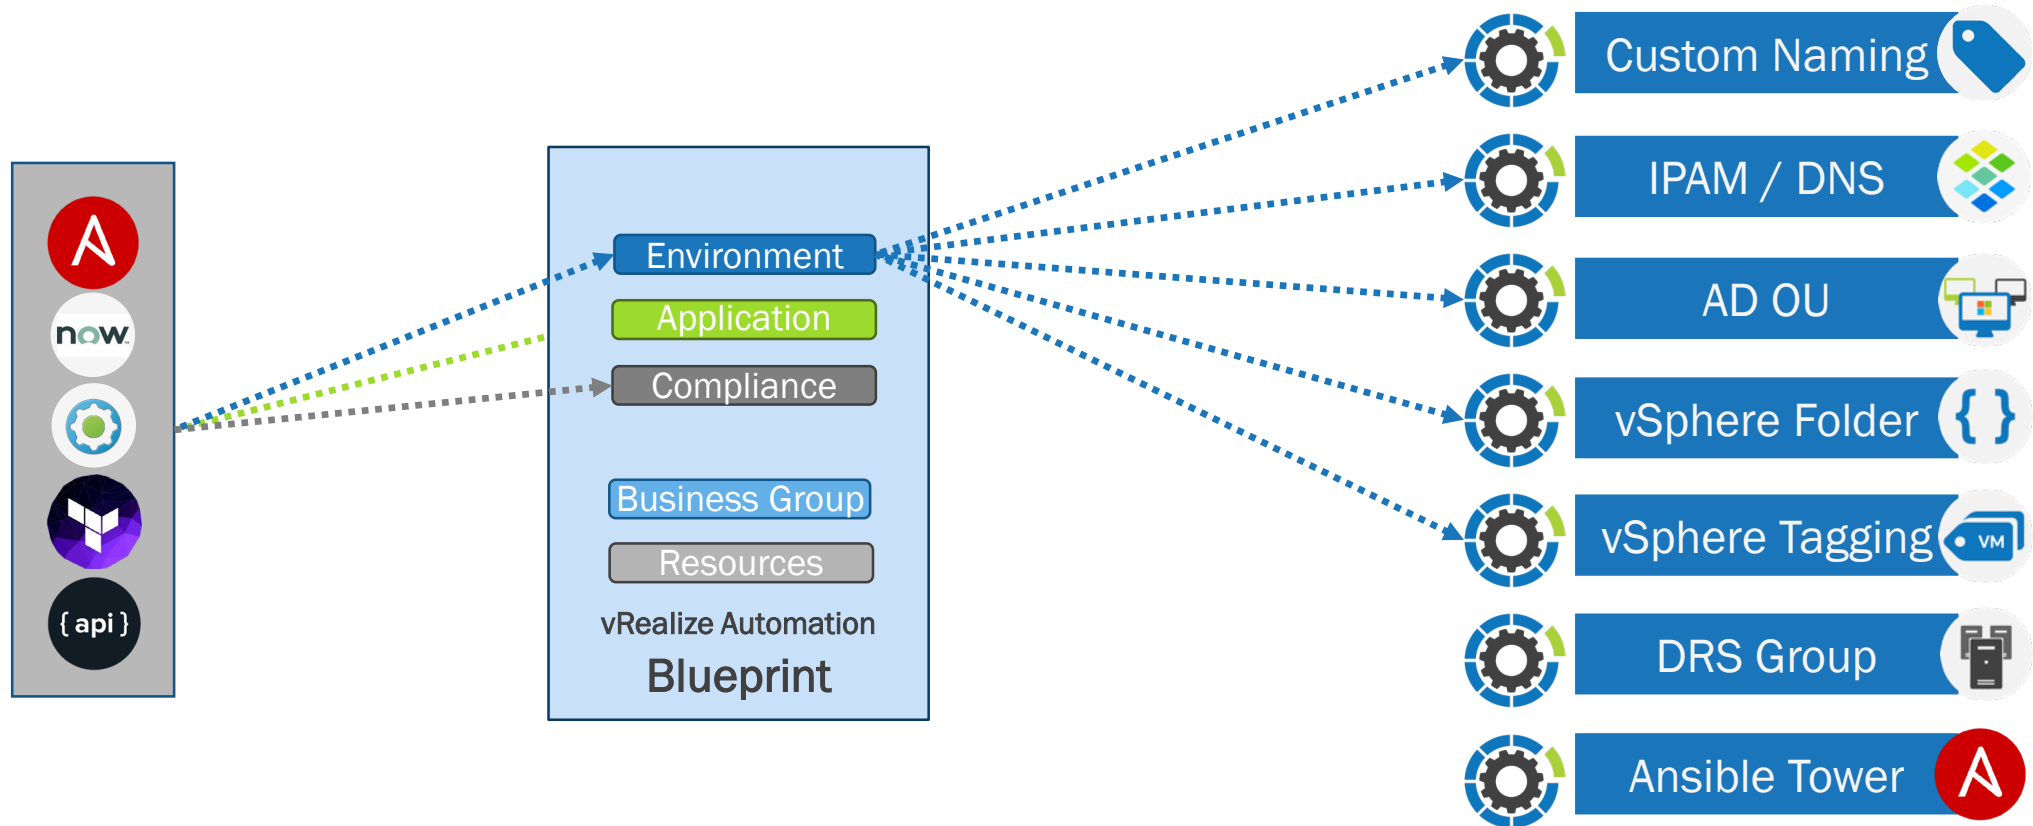 now
{ api }
Environment
Application
Compliance
Business Group
Resources
vRealize Automation
Blueprint
Custom Naming
IPAM / DNS
AD OU
vSphere Folder
{ }
vSphere Tagging
VM
DRS Group
Ansible Tower